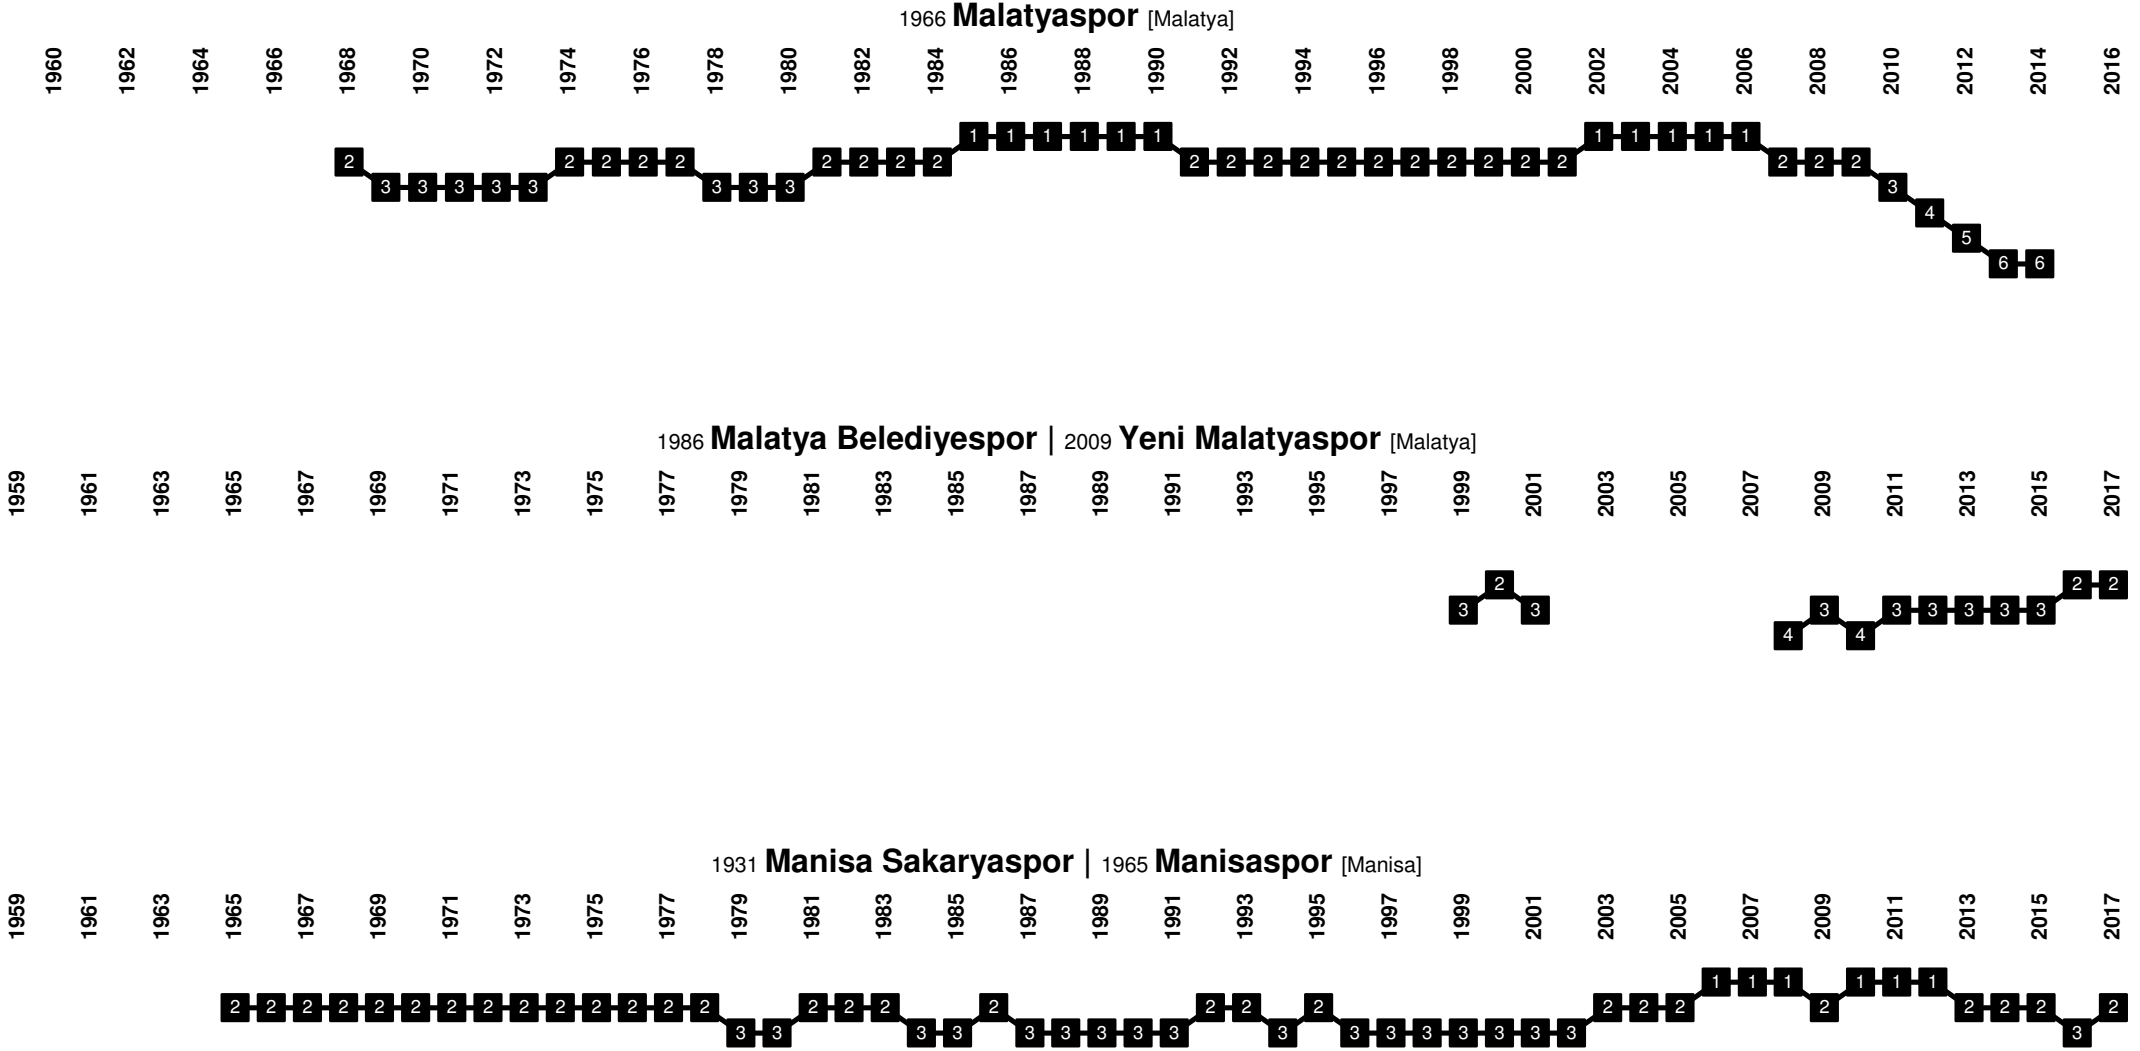 1966 Malatyaspor [Malatya]
1960 1962 1964 1966 1968 1970 1972 1974 1976 1978 1980 1982 1984 1986 1988 1990 1992 1994 1996 1998 2000 2002 2004 2006 2008 2010 2012 2014 2016
1 1 1 1 1 1 1 1 1 1 1
2 2 2 2 2 2 2 2 2 2 2 2 2 2 2 2 2 2 2 2 2 2 2
3 3 3 3 3 3 3 3 3
4
5
6 6
1986 Malatya Belediyespor | 2009 Yeni Malatyaspor [Malatya]
1959 1961 1963 1965 1967 1969 1971 1973 1975 1977 1979 1981 1983 1985 1987 1989 1991 1993 1995 1997 1999 2001 2003 2005 2007 2009 2011 2013 2015 2017
2 2 2
3 3 3 3 3 3 3 3
4 4
1931 Manisa Sakaryaspor | 1965 Manisaspor [Manisa]
1959 1961 1963 1965 1967 1969 1971 1973 1975 1977 1979 1981 1983 1985 1987 1989 1991 1993 1995 1997 1999 2001 2003 2005 2007 2009 2011 2013 2015 2017
1 1 1 1 1 1
2 2 2 2 2 2 2 2 2 2 2 2 2 2 2 2 2 2 2 2 2 2 2 2 2 2 2 2 2
3 3 3 3 3 3 3 3 3 3 3 3 3 3 3 3 3 3